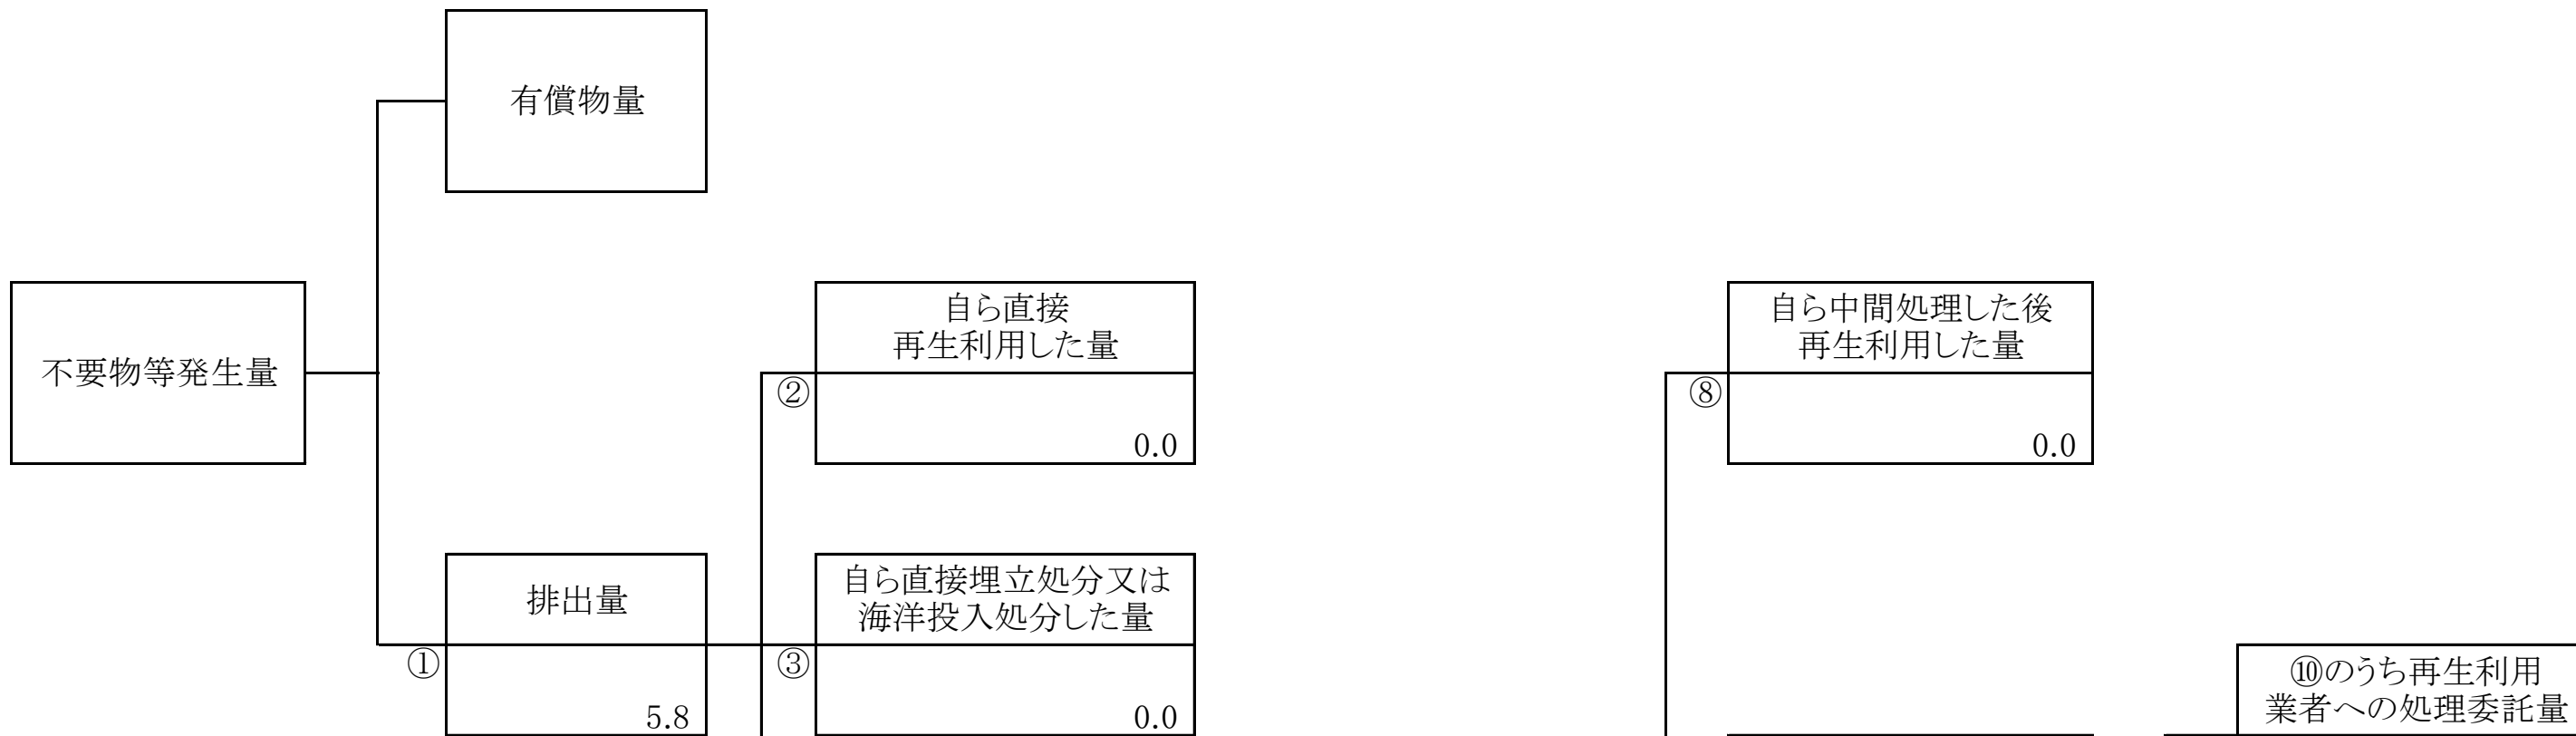 有償物量
不要物等発生量
自ら直接
再生利用した量
②
0.0
自ら中間処理した後
再生利用した量
⑧
0.0
排出量
①
5.8
自ら直接埋立処分又は
海洋投入処分した量
③
0.0
⑩のうち再生利用
業者への処理委託量